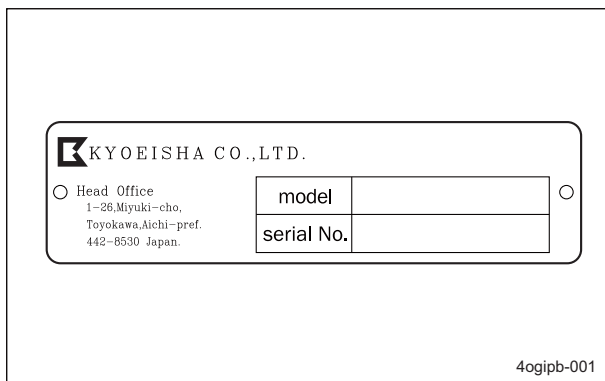 KYOEISHA CO.,LTD.
Head Office
1-26,Miyuki-cho,
Toyokawa,Aichi-pref.
442-8530 Japan.
model
serial No.
4ogipb-001